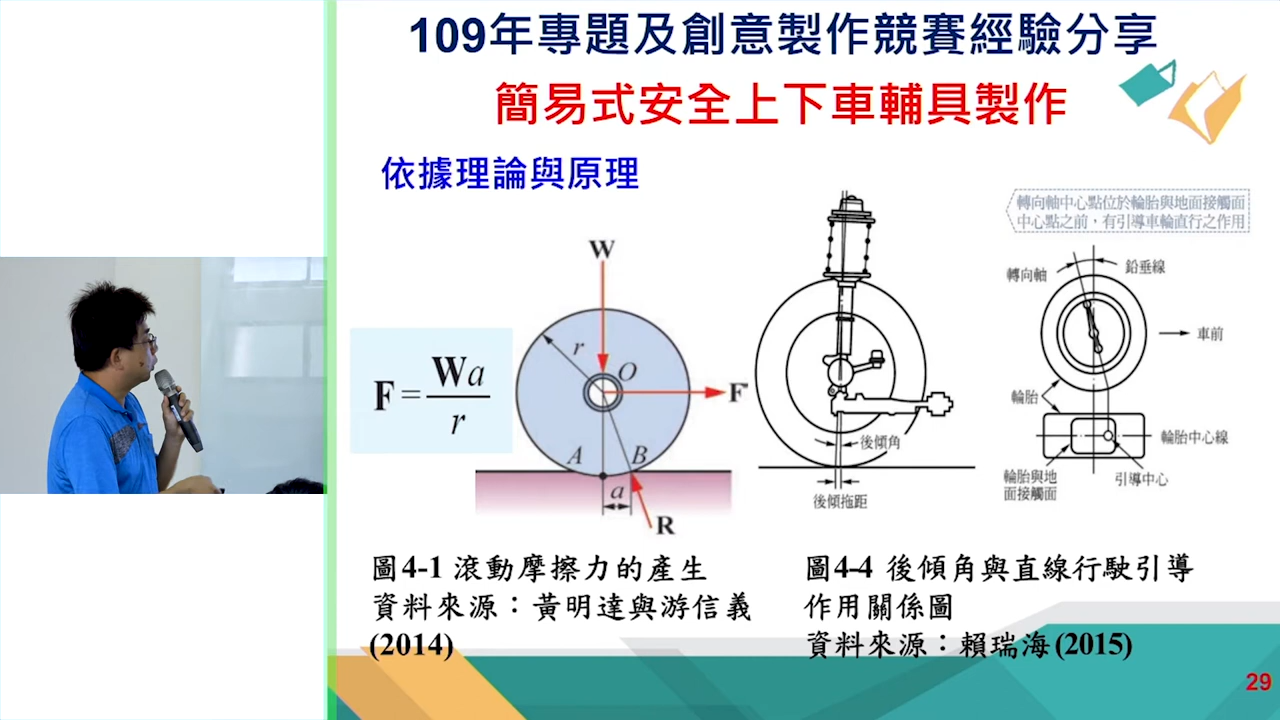 109年專題及創意製作競賽經驗分享
簡易式安全上下車輔具製作
依據理論與原理
F = Wa
r
W
r
O
F'
A
B
a
R
後傾角
後傾拖距
轉向軸中心點位於輪胎與地面接觸面
中心點之前，有引導車輪直行之作用
轉向軸
鉛垂線
車前
輪胎
輪胎中心線
輪胎與地
面接觸面
引導中心
圖4-1 滾動摩擦力的產生
資料來源：黃明達與游信義
(2014)
圖4-4 後傾角與直線行駛引導
作用關係圖
資料來源：賴瑞海(2015)
29